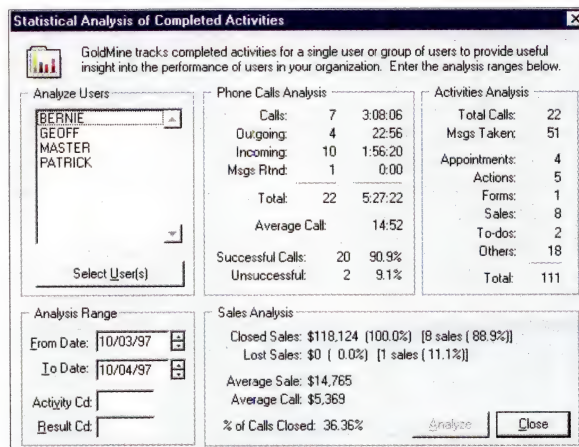 Statistical Analysis of Completed Activities
GoldMine tracks completed activities for a single user or group of users to provide useful
insight into the performance of users in your organization. Enter the analysis ranges below.
Analyze Users
BERNIE
GEOFF
MASTER
PATRICK
Select User(s)
Phone Calls Analysis
Calls: 7 3:08:06
Outgoing: 4 22:56
Incoming: 10 1:56:20
Msgs Rtnd: 1 0:00
Total: 22 5:27:22
Average Call: 14:52
Successful Calls: 20 90.9%
Unsuccessful: 2 9.1%
Activities Analysis
Total Calls: 22
Msgs Taken: 51
Appointments: 4
Actions: 5
Forms: 1
Sales: 8
To-dos: 2
Others: 18
Total: 111
Analysis Range
From Date: 10/03/97
To Date: 10/04/97
Activity Cd:
Result Cd:
Sales Analysis
Closed Sales: $118,124 (100.0%) [8 sales ( 88.9%)]
Lost Sales: $0 ( 0.0%) [1 sales ( 11.1%)]
Average Sale: $14,765
Average Call: $5,369
% of Calls Closed: 36.36%
Analyze
Close